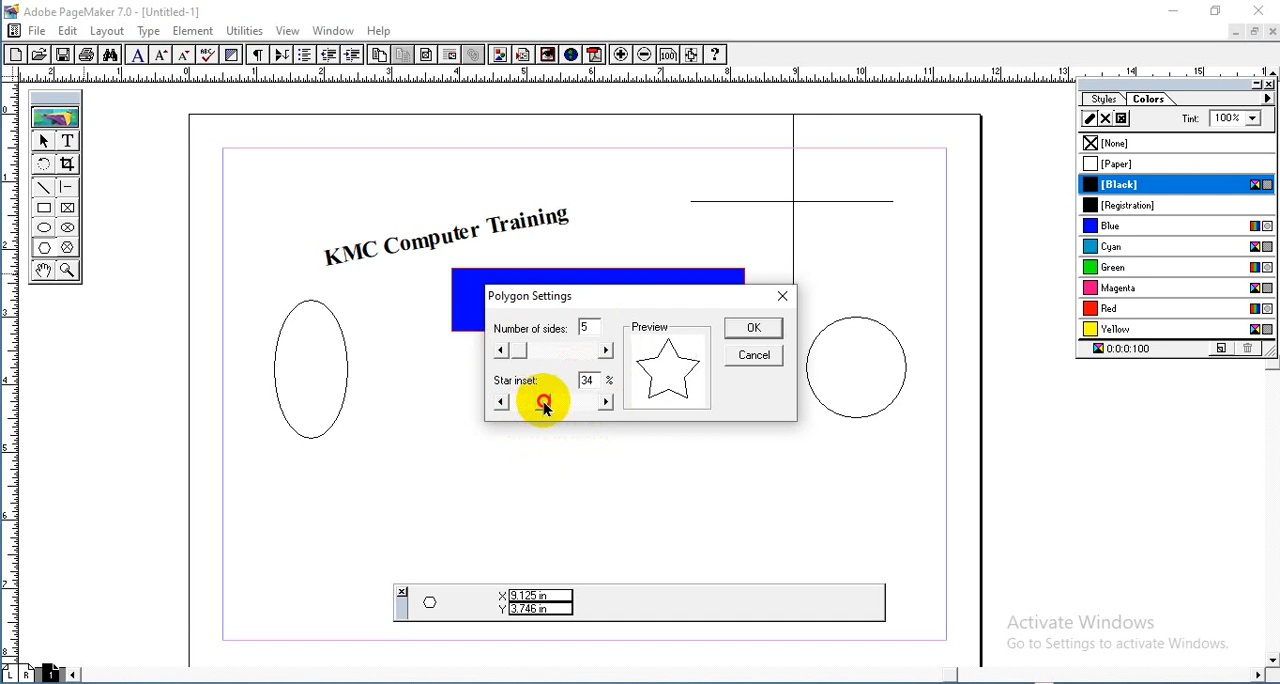 Adobe PageMaker 7.0 - [Untitled-1]
File Edit Layout Type Element Utilities View Window Help
Styles Colors
Tint: 100%
[None]
[Paper]
[Black]
[Registration]
Blue
Cyan
Green
Magenta
Red
Yellow
0:0:0:100
KMC Computer Training
Polygon Settings
Number of sides: 5
Star inset: 34 %
Preview
OK
Cancel
X 9.125 in
Y 3.746 in
Activate Windows
Go to Settings to activate Windows.
L R 1